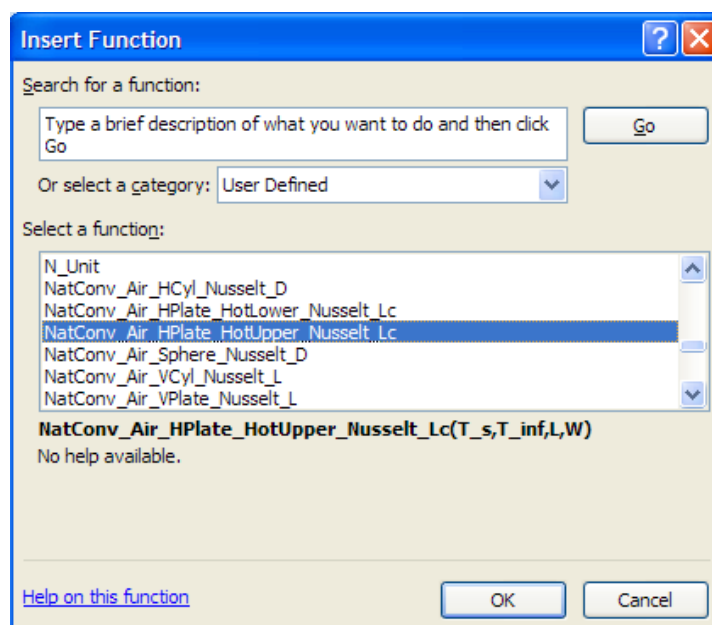 Insert Function
Search for a function:
Type a brief description of what you want to do and then click
Go
Go
Or select a category: User Defined
Select a function:
N_Unit
NatConv_Air_HCyl_Nusselt_D
NatConv_Air_HPlate_HotLower_Nusselt_Lc
NatConv_Air_HPlate_HotUpper_Nusselt_Lc
NatConv_Air_Sphere_Nusselt_D
NatConv_Air_VCyl_Nusselt_L
NatConv_Air_VPlate_Nusselt_L
NatConv_Air_HPlate_HotUpper_Nusselt_Lc(T_s,T_inf,L,W)
No help available.
Help on this function
OK
Cancel